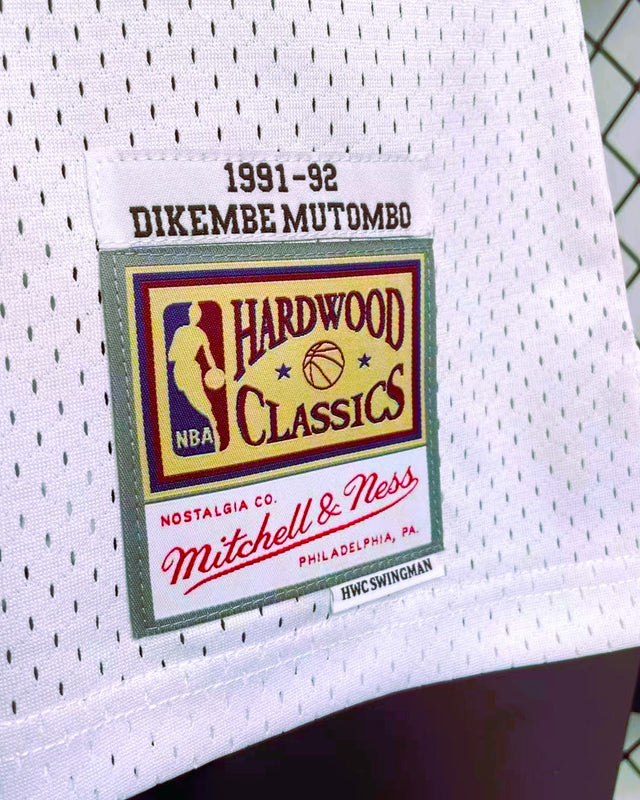 1991-92
DIKEMBE MUTOMBO
HARDWOOD
CLASSICS
NBA
NOSTALGIA CO.
Mitchell & Ness
PHILADELPHIA, PA.
HWC SWINGMAN